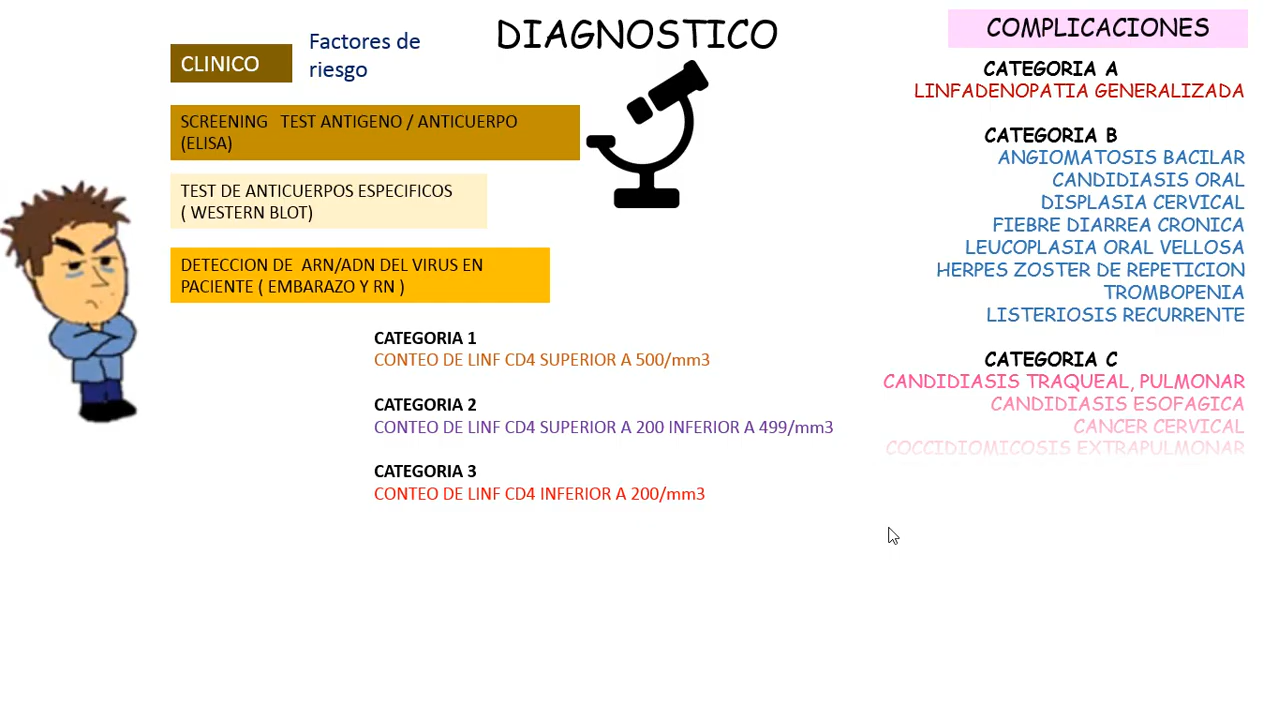 DIAGNOSTICO
CLINICO
Factores de
riesgo
SCREENING TEST ANTIGENO / ANTICUERPO
(ELISA)
TEST DE ANTICUERPOS ESPECIFICOS
( WESTERN BLOT)
DETECCION DE ARN/ADN DEL VIRUS EN
PACIENTE ( EMBARAZO Y RN )
CATEGORIA 1
CONTEO DE LINF CD4 SUPERIOR A 500/mm3
CATEGORIA 2
CONTEO DE LINF CD4 SUPERIOR A 200 INFERIOR A 499/mm3
CATEGORIA 3
CONTEO DE LINF CD4 INFERIOR A 200/mm3
COMPLICACIONES
CATEGORIA A
LINFADENOPATIA GENERALIZADA
CATEGORIA B
ANGIOMATOSIS BACILAR
CANDIDIASIS ORAL
DISPLASIA CERVICAL
FIEBRE DIARREA CRONICA
LEUCOPLASIA ORAL VELLOSA
HERPES ZOSTER DE REPETICION
TROMBOPENIA
LISTERIOSIS RECURRENTE
CATEGORIA C
CANDIDIASIS TRAQUEAL, PULMONAR
CANDIDIASIS ESOFAGICA
CANCER CERVICAL
COCCIDIOMICOSIS EXTRAPULMONAR